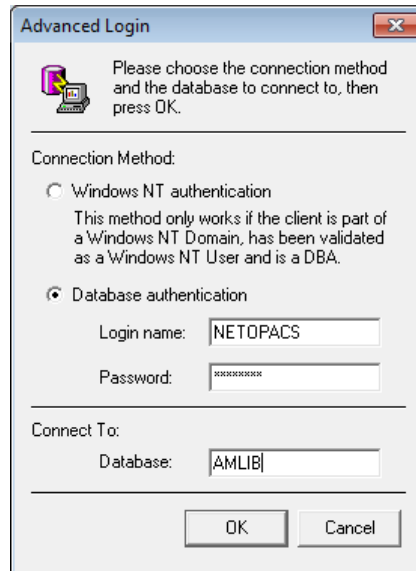 Advanced Login
Please choose the connection method
and the database to connect to, then
press OK.
Connection Method:
Windows NT authentication
This method only works if the client is part of
a Windows NT Domain, has been validated
as a Windows NT User and is a DBA.
Database authentication
Login name: NETOPACS
Password: ********
Connect To:
Database: AMLIB
OK Cancel